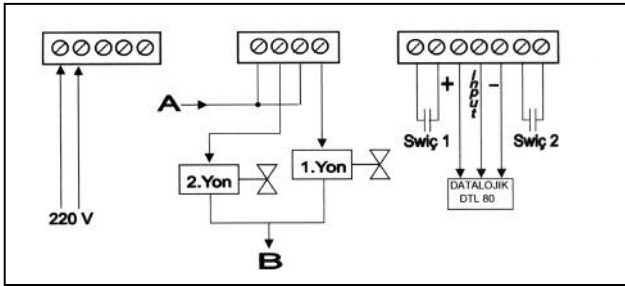 220 V
A
2.Yon
1.Yon
B
+ Input −
Swiç 1
Swiç 2
DATALOJIK
DTL 80